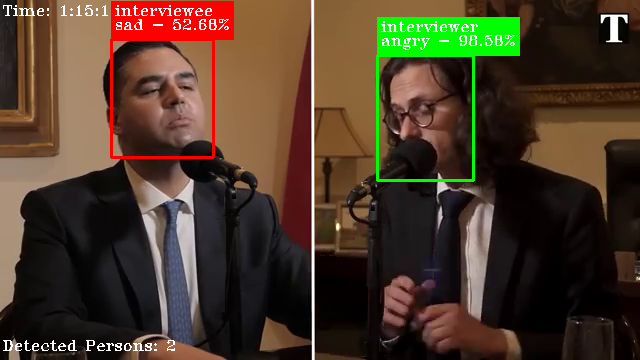 Time: 1:15:1
interviewee
sad - 52.68%
interviewer
angry - 98.58%
T
Detected Persons: 2